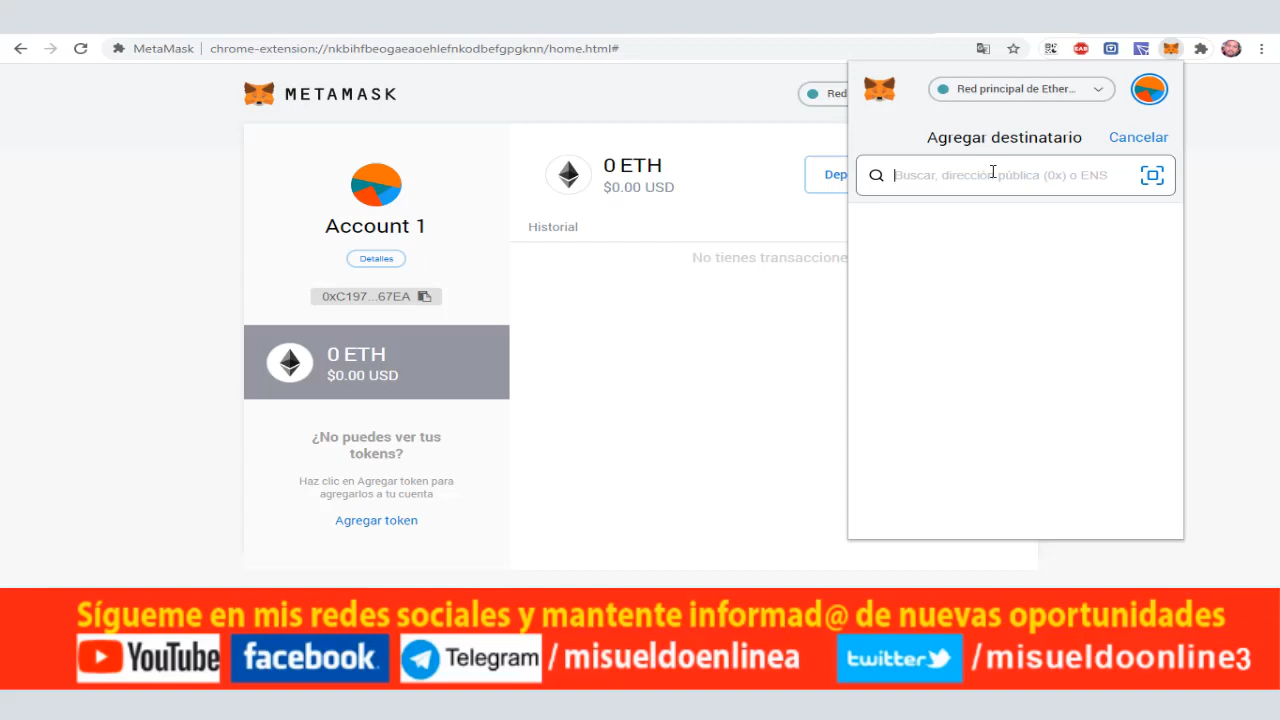 MetaMask
chrome-extension://nkbihfbeogaeaoehlefnkodbefgpgknn/home.html#
METAMASK
Red
Red principal de Ether...
Agregar destinatario
Cancelar
Buscar, dirección pública (0x) o ENS
Account 1
Detalles
0xC197...67EA
0 ETH
$0.00 USD
Dep
Historial
No tienes transaccione
0 ETH
$0.00 USD
¿No puedes ver tus
tokens?
Haz clic en Agregar token para
agregarlos a tu cuenta
Agregar token
Sígueme en mis redes sociales y mantente informad@ de nuevas oportunidades
YouTube facebook Telegram /misueldoenlinea twitter /misueldoonline3